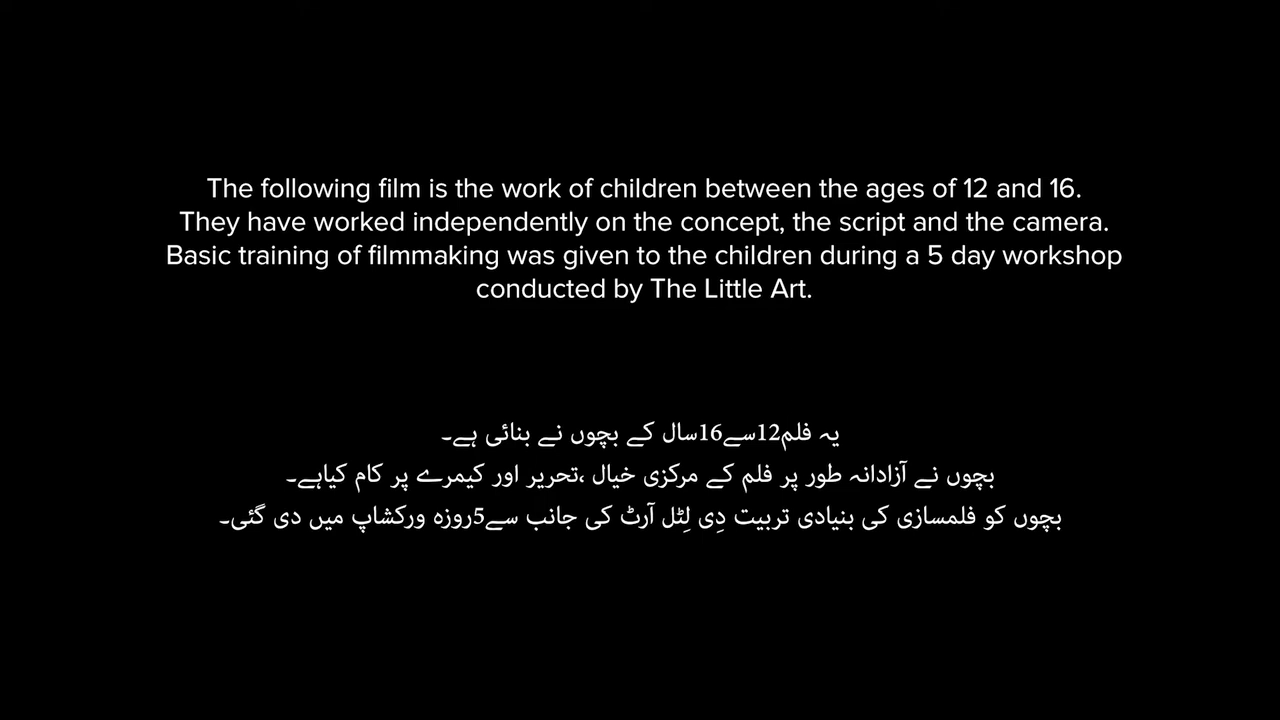 The following film is the work of children between the ages of 12 and 16.
They have worked independently on the concept, the script and the camera.
Basic training of filmmaking was given to the children during a 5 day workshop
conducted by The Little Art.
یہ فلم12سے16سال کے بچوں نے بنائی ہے۔
بچوں نے آزادانہ طور پر فلم کے مرکزی خیال ،تحریر اور کیمرے پر کام کیاہے۔
بچوں کو فلمسازی کی بنیادی تربیت دِی لِٹل آرٹ کی جانب سے5روزہ ورکشاپ میں دی گئی۔